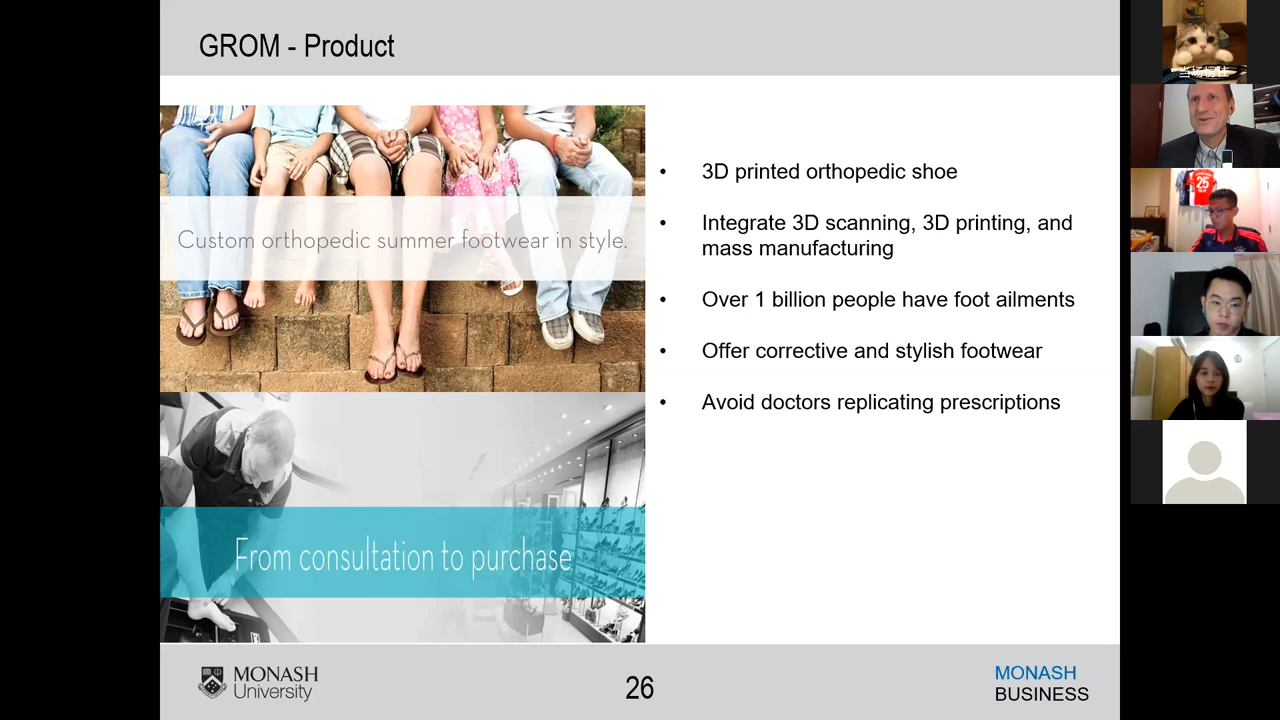 GROM - Product
Custom orthopedic summer footwear in style.
From consultation to purchase
• 3D printed orthopedic shoe
• Integrate 3D scanning, 3D printing, and
mass manufacturing
• Over 1 billion people have foot ailments
• Offer corrective and stylish footwear
• Avoid doctors replicating prescriptions
MONASH
University
26
MONASH
BUSINESS
25